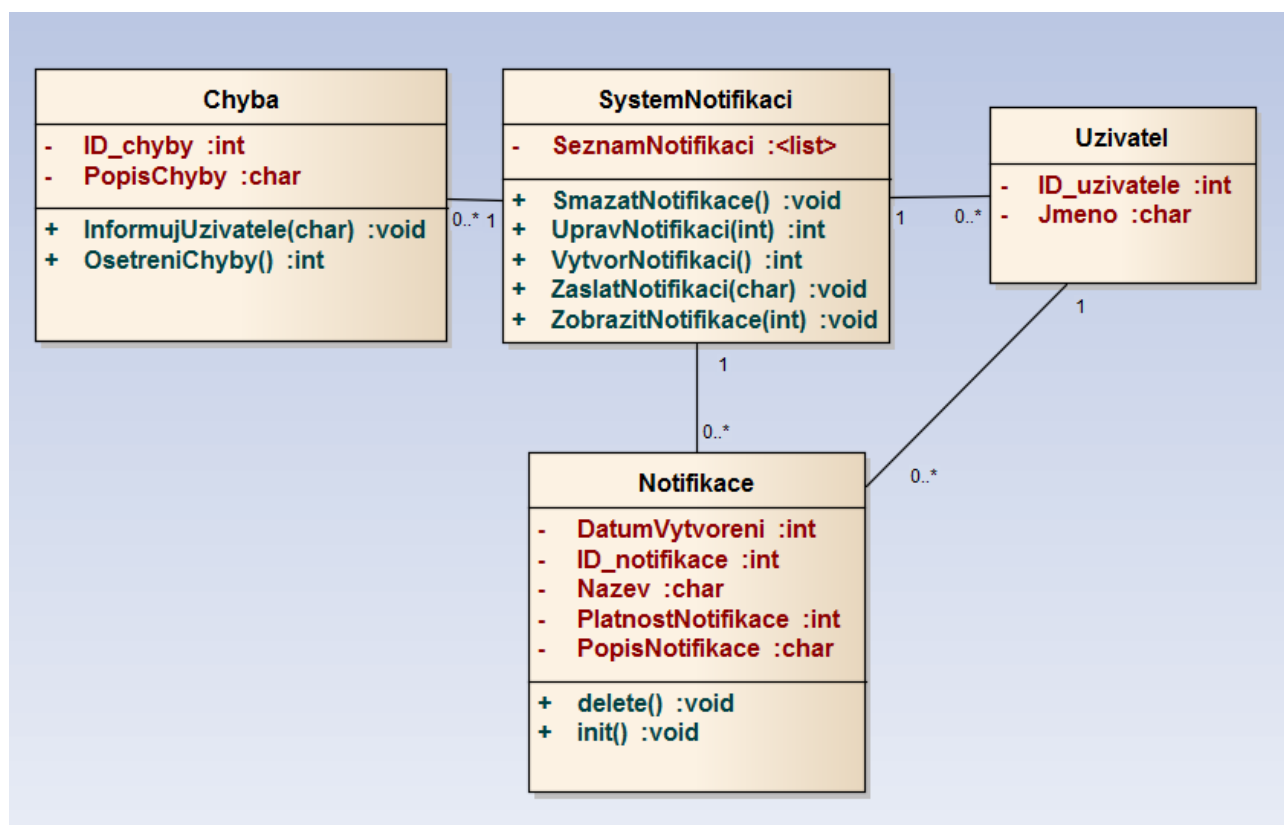 Chyba
- ID_chyby :int
- PopisChyby :char
+ InformujUzivatele(char) :void
+ OsetreniChyby() :int
0..* 1
SystemNotifikaci
- SeznamNotifikaci :<list>
+ SmazatNotifikace() :void
+ UpravNotifikaci(int) :int
+ VytvorNotifikaci() :int
+ ZaslatNotifikaci(char) :void
+ ZobrazitNotifikace(int) :void
1 0..*
Uzivatel
- ID_uzivatele :int
- Jmeno :char
1
1
0..*
0..*
Notifikace
- DatumVytvoreni :int
- ID_notifikace :int
- Nazev :char
- PlatnostNotifikace :int
- PopisNotifikace :char
+ delete() :void
+ init() :void